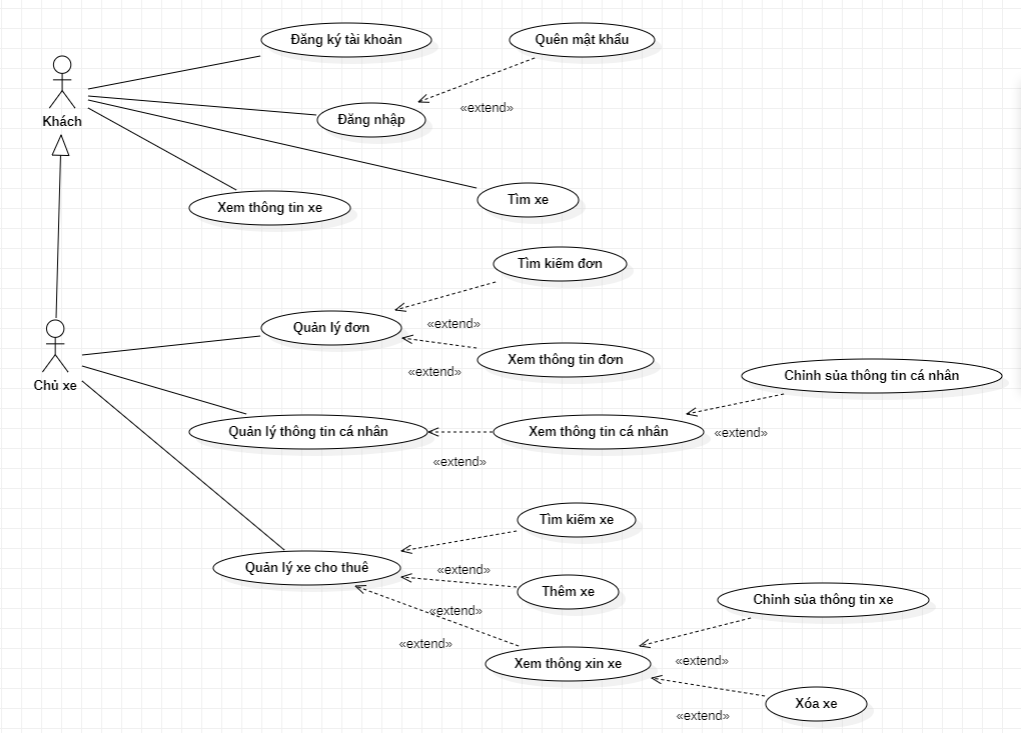 Đăng ký tài khoản
Quên mật khẩu
«extend»
Khách
Đăng nhập
Xem thông tin xe
Tìm xe
Tìm kiếm đơn
Quản lý đơn
«extend»
Xem thông tin đơn
«extend»
Chủ xe
Chỉnh sủa thông tin cá nhân
Quản lý thông tin cá nhân
Xem thông tin cá nhân
«extend»
«extend»
Tìm kiếm xe
Quản lý xe cho thuê
«extend»
Thêm xe
Chỉnh sủa thông tin xe
«extend»
«extend»
Xem thông xin xe
«extend»
Xóa xe
«extend»